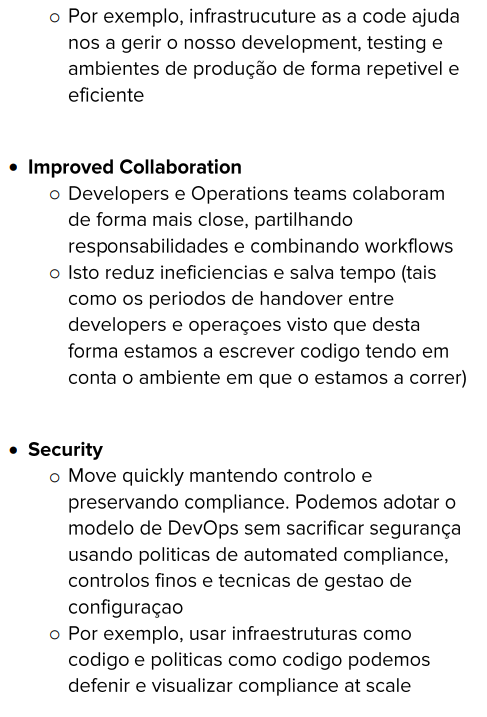 Por exemplo, infrastrucuture as a code ajuda
nos a gerir o nosso development, testing e
ambientes de produção de forma repetivel e
eficiente
Improved Collaboration
Developers e Operations teams colaboram
de forma mais close, partilhando
responsabilidades e combinando workflows
Isto reduz ineficiencias e salva tempo (tais
como os periodos de handover entre
developers e operaçoes visto que desta
forma estamos a escrever codigo tendo em
conta o ambiente em que o estamos a correr)
Security
Move quickly mantendo controlo e
preservando compliance. Podemos adotar o
modelo de DevOps sem sacrificar segurança
usando politicas de automated compliance,
controlos finos e tecnicas de gestao de
configuraçao
Por exemplo, usar infraestruturas como
codigo e politicas como codigo podemos
defenir e visualizar compliance at scale